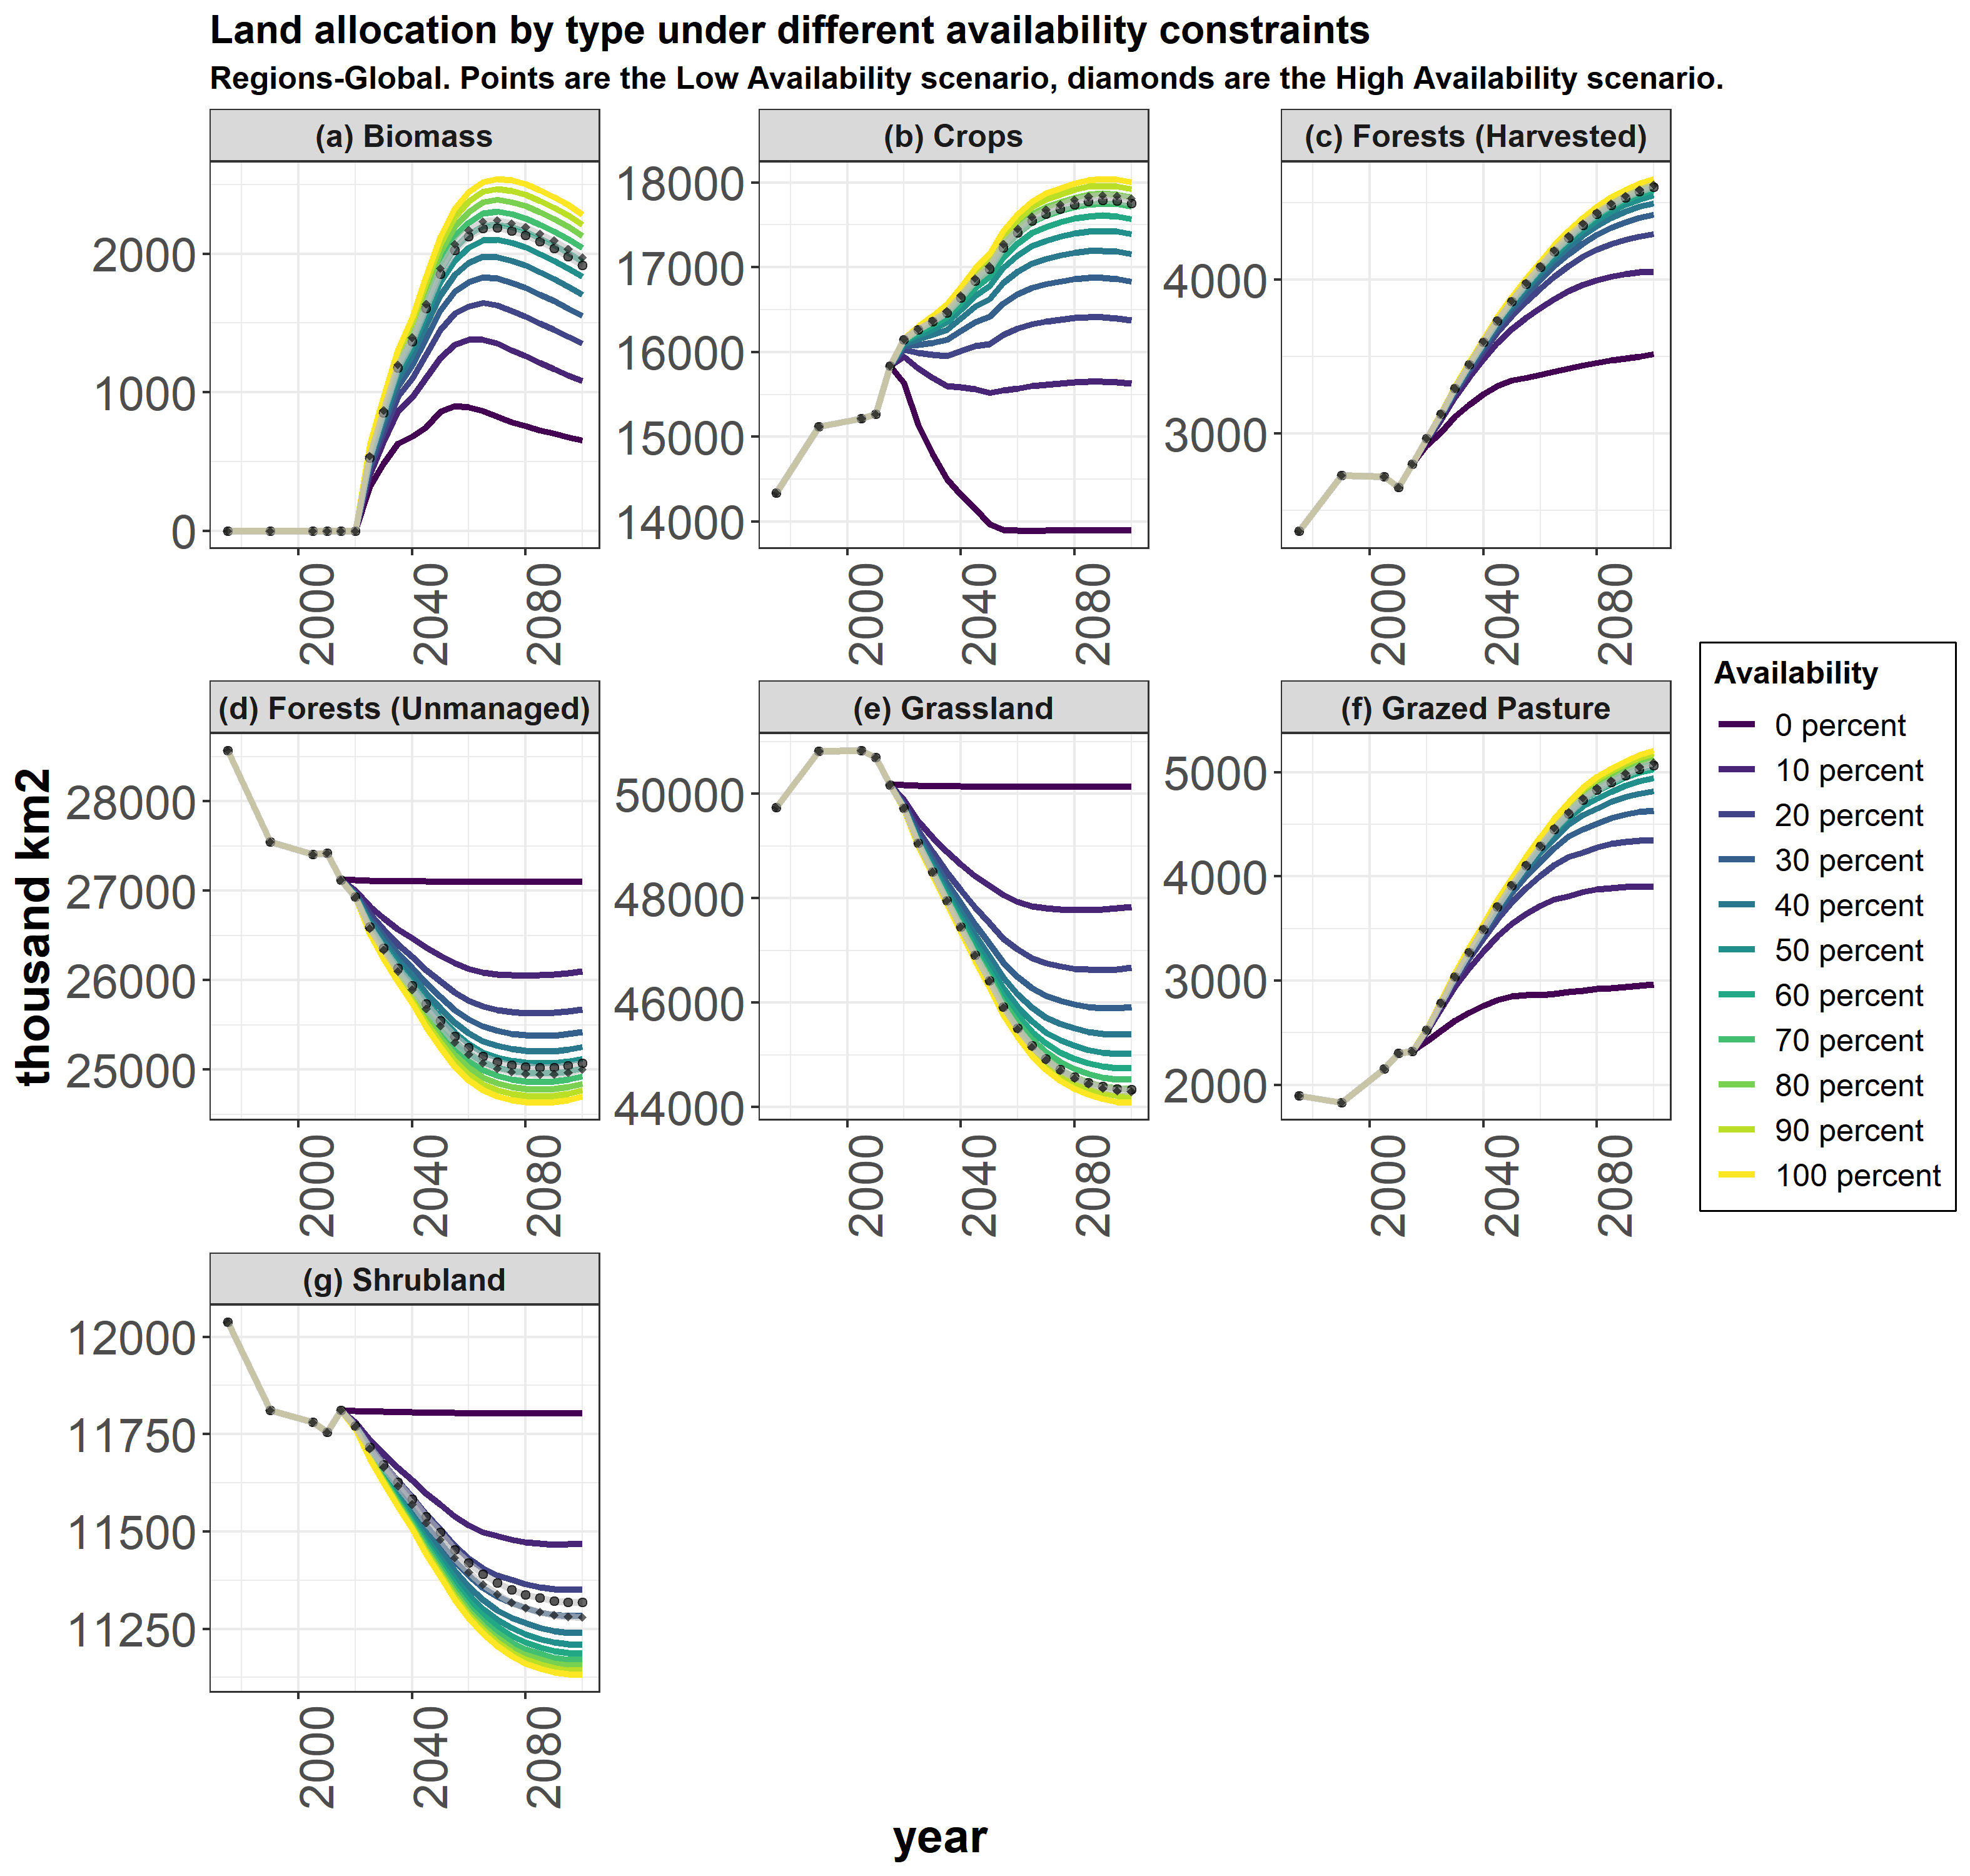 Land allocation by type under different availability constraints
Regions-Global. Points are the Low Availability scenario, diamonds are the High Availability scenario.
(a) Biomass
(b) Crops
(c) Forests (Harvested)
2000
1000
0
18000
17000
16000
15000
14000
4000
3000
2000
2040
2080
2000
2040
2080
2000
2040
2080
(d) Forests (Unmanaged)
(e) Grassland
(f) Grazed Pasture
thousand km2
28000
27000
26000
25000
50000
48000
46000
44000
5000
4000
3000
2000
2000
2040
2080
2000
2040
2080
2000
2040
2080
Availability
0 percent
10 percent
20 percent
30 percent
40 percent
50 percent
60 percent
70 percent
80 percent
90 percent
100 percent
(g) Shrubland
12000
11750
11500
11250
2000
2040
2080
year